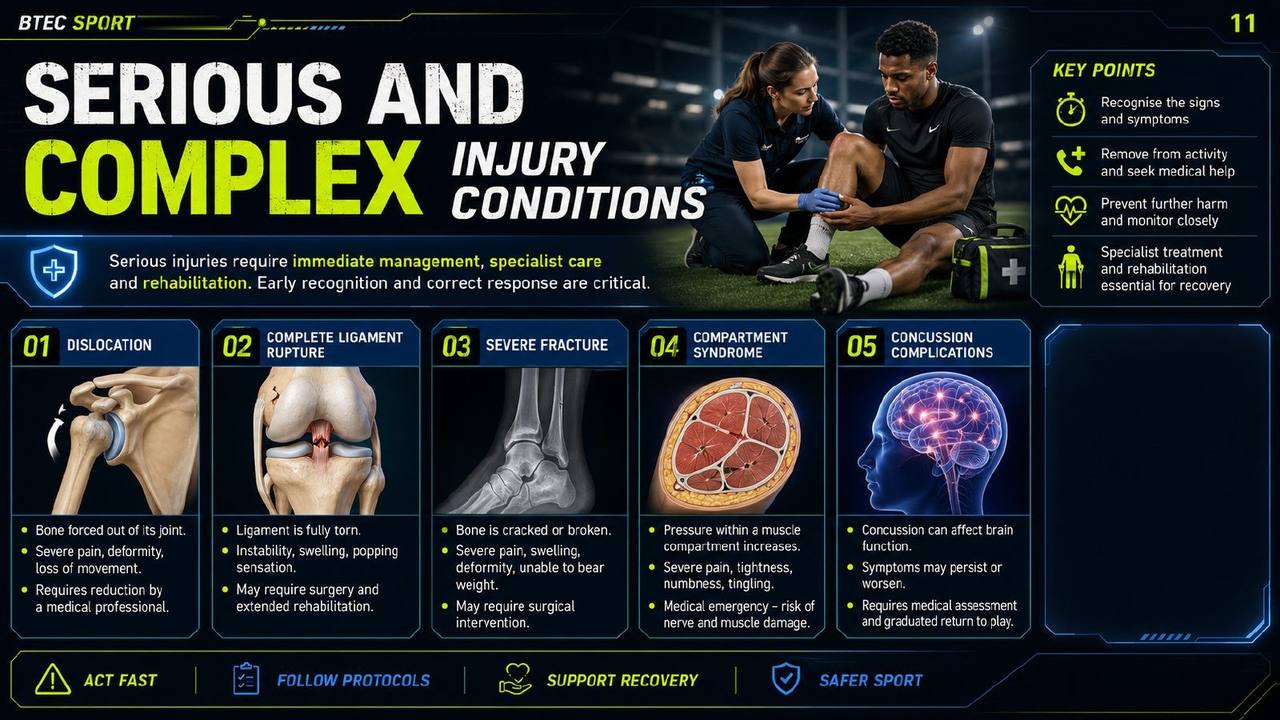 BTEC SPORT
11
SERIOUS AND
COMPLEX
INJURY
CONDITIONS
Serious injuries require immediate management, specialist care
and rehabilitation. Early recognition and correct response are critical.
KEY POINTS
Recognise the signs
and symptoms
Remove from activity
and seek medical help
Prevent further harm
and monitor closely
Specialist treatment
and rehabilitation
essential for recovery
01 DISLOCATION
Bone forced out of its joint.
Severe pain, deformity,
loss of movement.
Requires reduction by
a medical professional.
02 COMPLETE LIGAMENT
RUPTURE
Ligament is fully torn.
Instability, swelling, popping
sensation.
May require surgery and
extended rehabilitation.
03 SEVERE FRACTURE
Bone is cracked or broken.
Severe pain, swelling,
deformity, unable to bear
weight.
May require surgical
intervention.
04 COMPARTMENT
SYNDROME
Pressure within a muscle
compartment increases.
Severe pain, tightness,
numbness, tingling.
Medical emergency – risk of
nerve and muscle damage.
05 CONCUSSION
COMPLICATIONS
Concussion can affect brain
function.
Symptoms may persist or
worsen.
Requires medical assessment
and graduated return to play.
ACT FAST
FOLLOW PROTOCOLS
SUPPORT RECOVERY
SAFER SPORT